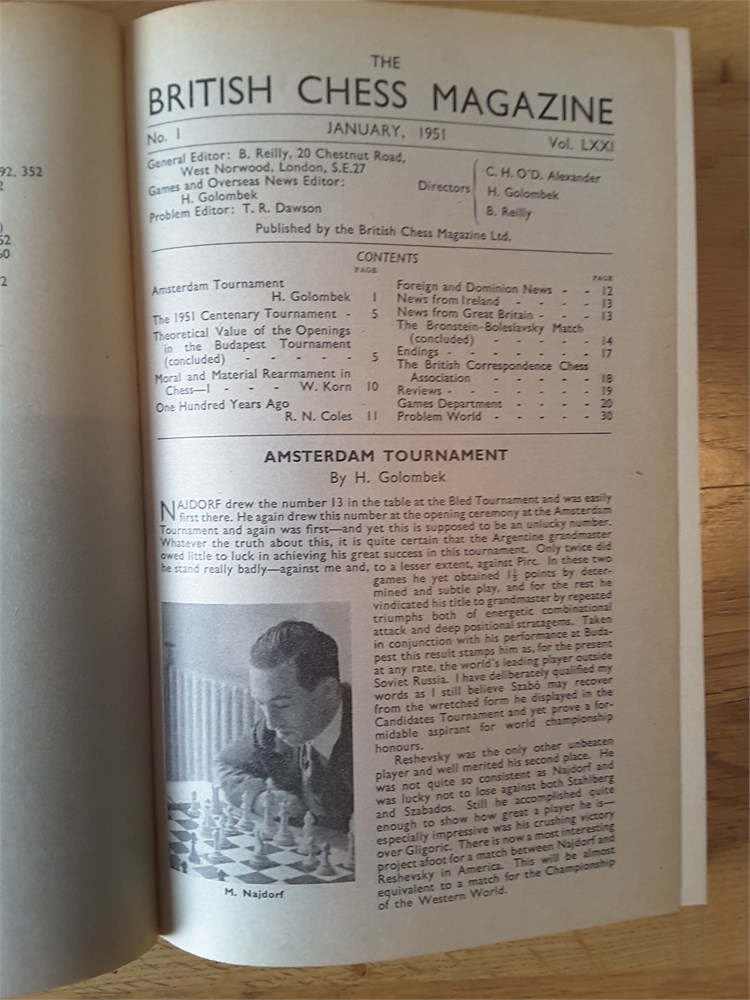 92, 352
2
)
52
60
2
THE
BRITISH CHESS MAGAZINE
No. 1 JANUARY, 1951 Vol. LXXI
General Editor: B. Reilly, 20 Chestnut Road,
West Norwood, London, S.E.27
Games and Overseas News Editor:
H. Golombek
Problem Editor: T. R. Dawson
Directors
C. H. O'D. Alexander
H. Golombek
B. Reilly
Published by the British Chess Magazine Ltd.
CONTENTS
PAGE
Amsterdam Tournament
H. Golombek 1
The 1951 Centenary Tournament - 5
Theoretical Value of the Openings
in the Budapest Tournament
(concluded) - - - - - 5
Moral and Material Rearmament in
Chess—I - - - W. Korn 10
One Hundred Years Ago
R. N. Coles 11
PAGE
Foreign and Dominion News - - 12
News from Ireland - - - - 13
News from Great Britain - - - 13
The Bronstein-Boleslavsky Match
(concluded) - - - - - 14
Endings - - - - - - - 17
The British Correspondence Chess
Association - - - - - 18
Reviews - - - - - - - 19
Games Department - - - - 20
Problem World - - - - - 30
AMSTERDAM TOURNAMENT
By H. Golombek
NAJDORF drew the number 13 in the table at the Bled Tournament and was easily
first there. He again drew this number at the opening ceremony at the Amsterdam
Tournament and again was first—and yet this is supposed to be an unlucky number.
Whatever the truth about this, it is quite certain that the Argentine grandmaster
owed little to luck in achieving his great success in this tournament. Only twice did
he stand really badly—against me and, to a lesser extent, against Pirc. In these two
games he yet obtained 1½ points by deter-
mined and subtle play, and for the rest he
vindicated his title to grandmaster by repeated
triumphs both of energetic combinational
attack and deep positional stratagems. Taken
in conjunction with his performance at Buda-
pest this result stamps him as, for the present
at any rate, the world's leading player outside
Soviet Russia. I have deliberately qualified my
words as I still believe Szabó may recover
from the wretched form he displayed in the
Candidates Tournament and yet prove a for-
midable aspirant for world championship
honours.
Reshevsky was the only other unbeaten
player and well merited his second place. He
was not quite so consistent as Najdorf and
was lucky not to lose against both Stahlberg
and Szabados. Still he accomplished quite
enough to show how great a player he is—
especially impressive was his crushing victory
over Gligoric. There is now a most interesting
project afoot for a match between Najdorf and
Reshevsky in America. This will be almost
equivalent to a match for the Championship
of the Western World.
M. Najdorf